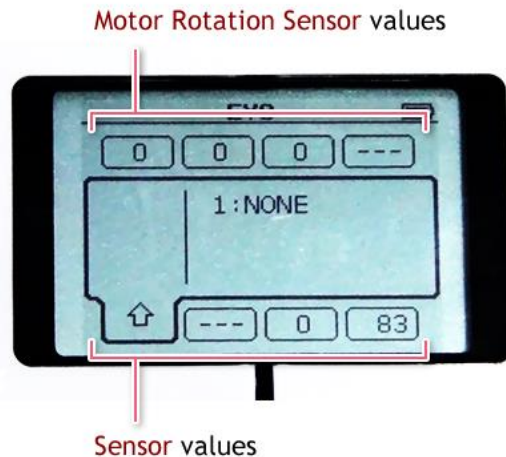 Motor Rotation Sensor values
0 0 0 ---
1:NONE
--- 0 83
Sensor values